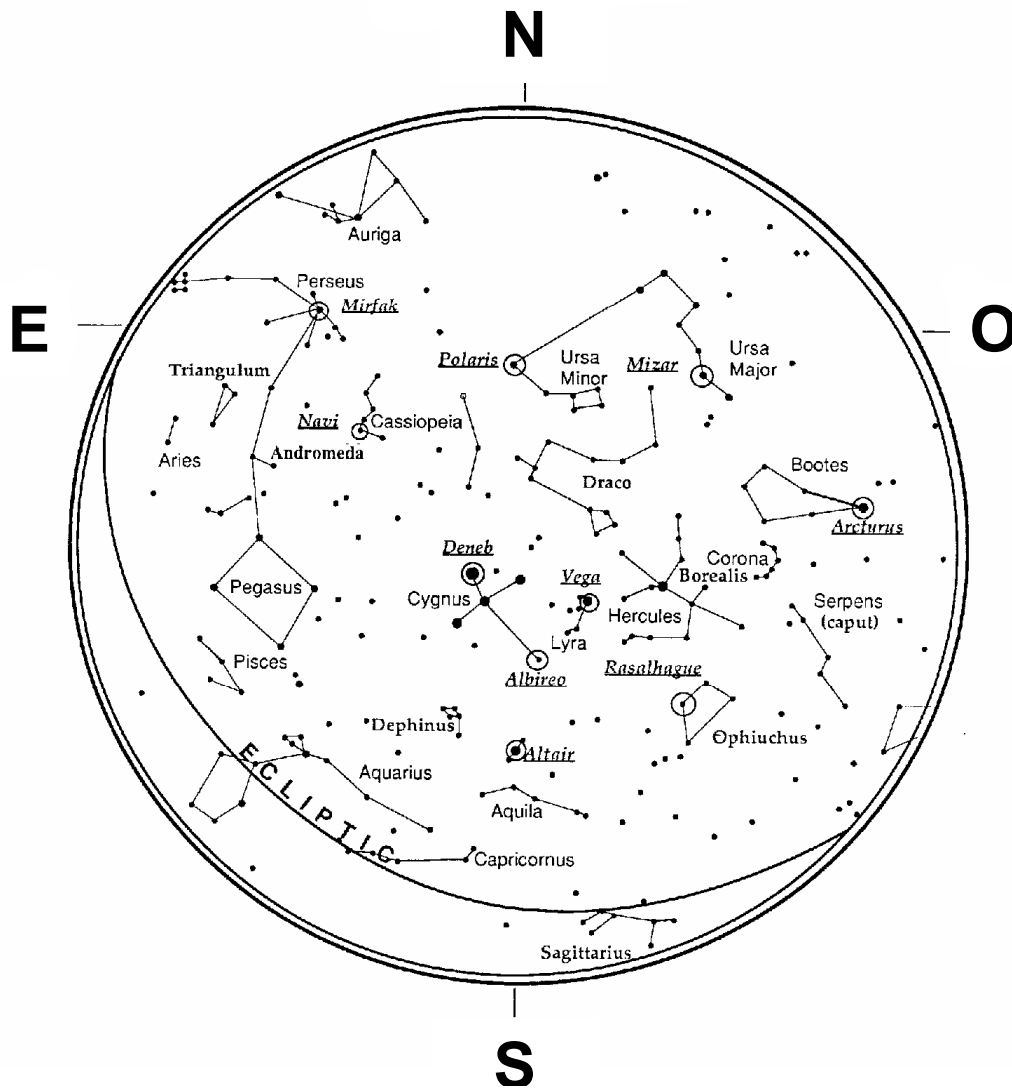 N
Auriga
Perseus
Mirfak
E
O
Polaris
Ursa
Minor
Mizar
Ursa
Major
Triangulum
Navi
Cassiopeia
Andromeda
Aries
Draco
Bootes
Arcturus
Deneb
Vega
Corona
Borealis
Pegasus
Cygnus
Hercules
Serpens
(caput)
Lyra
Pisces
Albireo
Rasalhague
Dephinus
Altair
Ophiuchus
Aquarius
ECLIPTIC
Aquila
Capricornus
Sagittarius
S